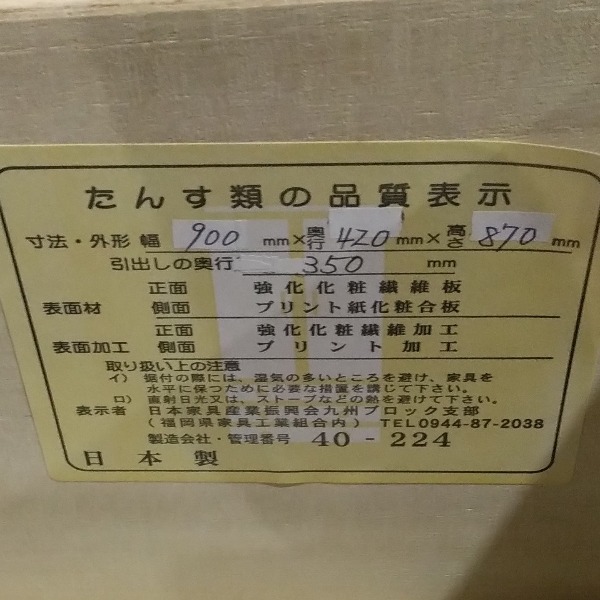 たんす類の品質表示
寸法・外形 幅 900 mm×奥行 420 mm×高さ 870 mm
引出しの奥行 350 mm
正面 強化化粧繊維板
表面材 側面 プリント紙化粧合板
正面 強化化粧繊維加工
表面加工 側面 プリント加工
取り扱い上の注意
イ) 据付の際には、湿気の多いところを避け、家具を
水平に保つために必要な措置を講じて下さい。
ロ) 直射日光又は、ストーブなどの熱を避けて下さい。
表示者 日本家具産業振興会九州ブロック支部
(福岡県家具工業組合内) TEL0944-87-2038
製造会社・管理番号 40-224
日本製